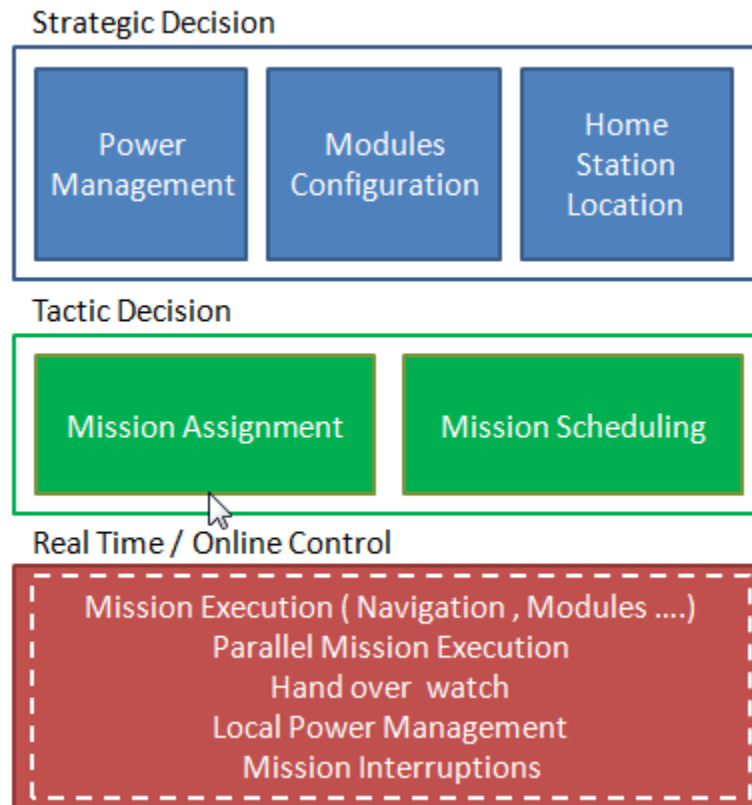 Strategic Decision
Power
Management
Modules
Configuration
Home
Station
Location
Tactic Decision
Mission Assignment
Mission Scheduling
Real Time / Online Control
Mission Execution ( Navigation , Modules ....)
Parallel Mission Execution
Hand over watch
Local Power Management
Mission Interruptions